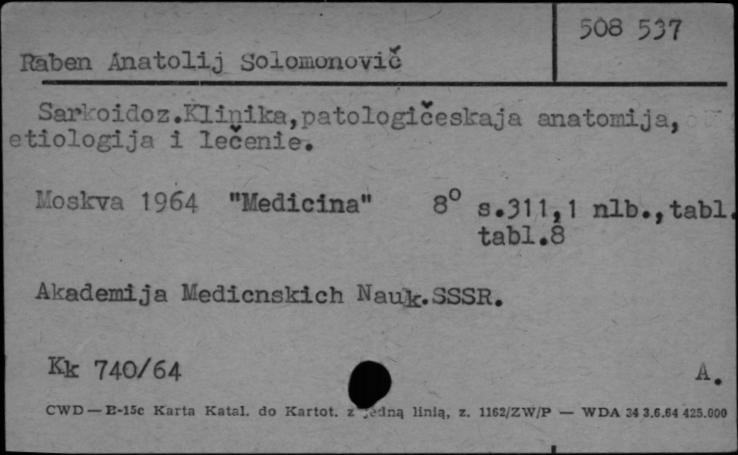 508 537
Raben Anatolij Solomonovič
Sarkoidoz.Klinika,patologičeskaja anatomija,
etiologija i lečenie.
Moskva 1964 "Medicina" 8° s.311,1 nlb.,tabl.
tabl.8
Akademija Medicnskich Nauk.SSSR.
Kk 740/64
A.
CWD — E-15c Karta Katal. do Kartot. z jedną linią, z. 1162/ZW/P — WDA 34 3.6.64 425.000